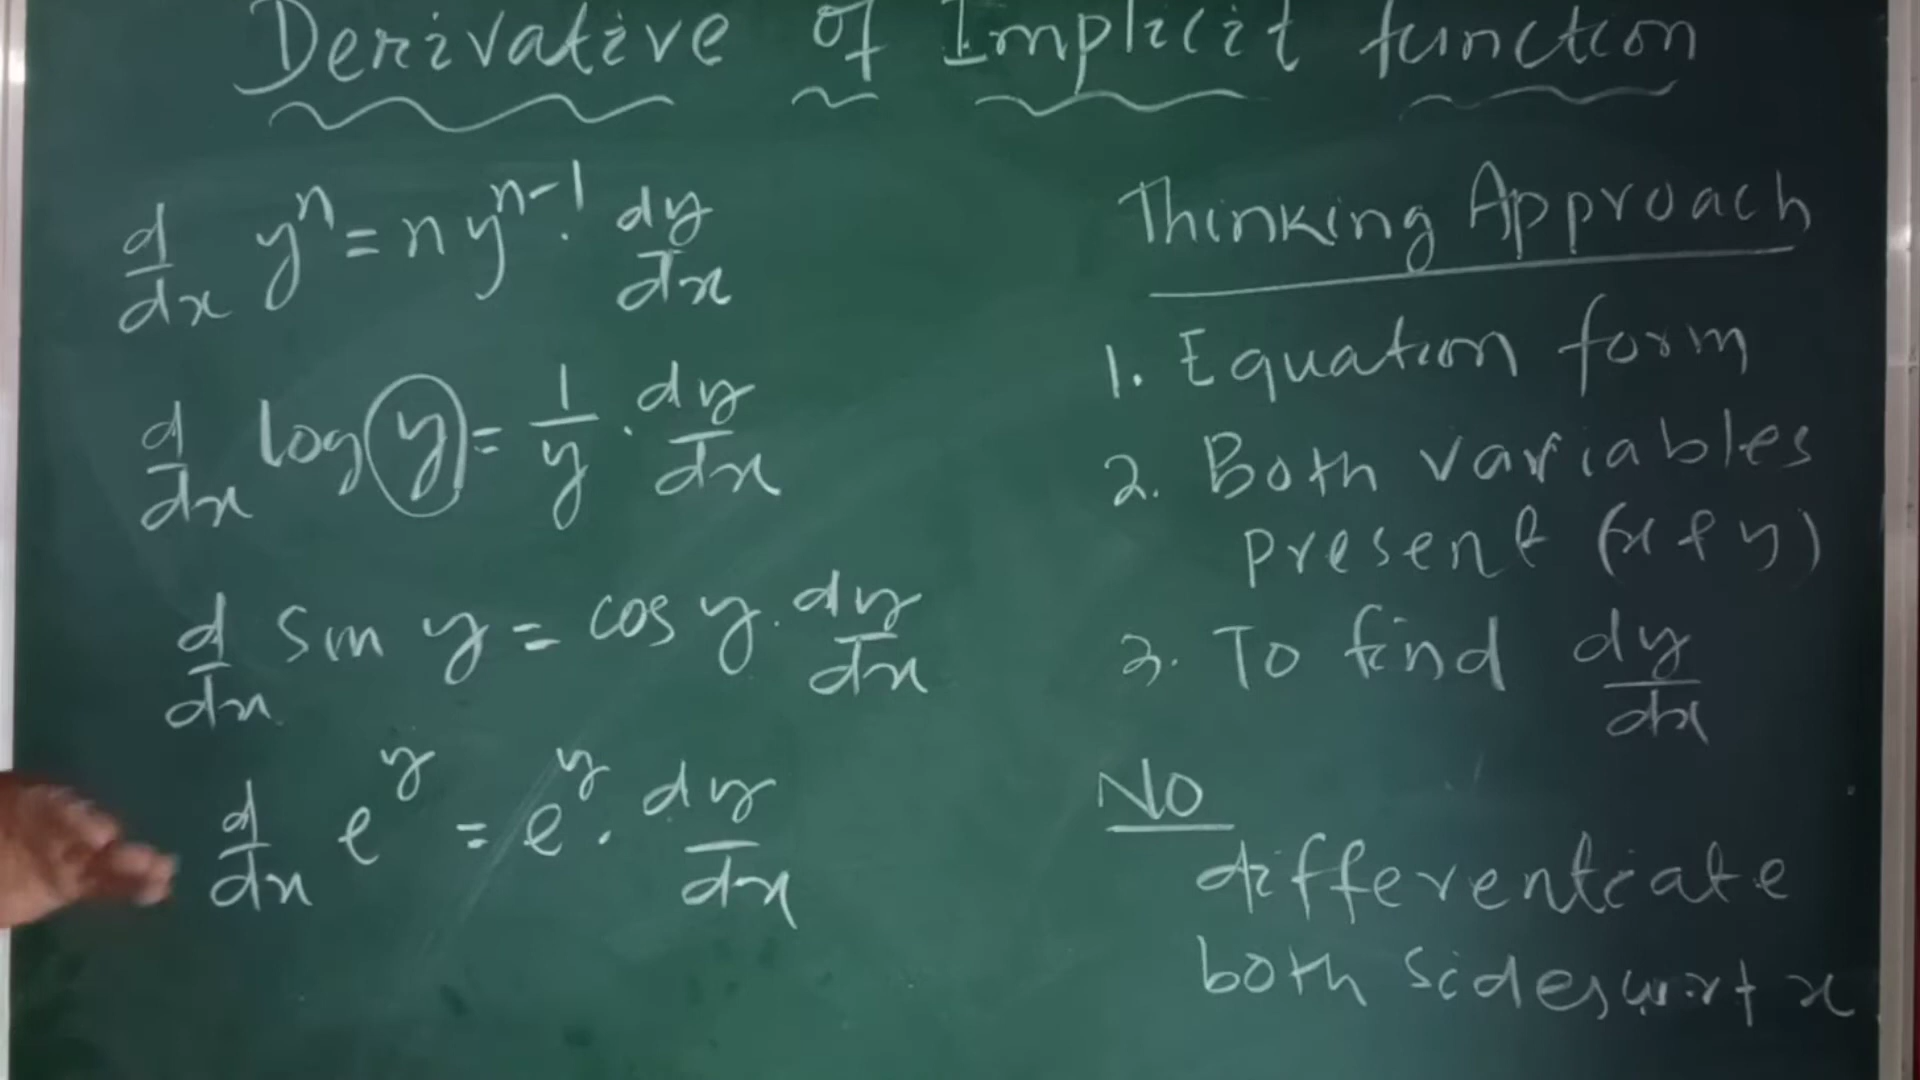 Derivative of Implicit function
d/dx y^n = n y^(n-1) . dy/dx
d/dx log y = 1/y . dy/dx
d/dx sin y = cos y . dy/dx
d/dx e^y = e^y . dy/dx
Thinking Approach
1. Equation form
2. Both variables
present (x & y)
3. To find dy/dx
NO
differentiate
both sides w.r.t x